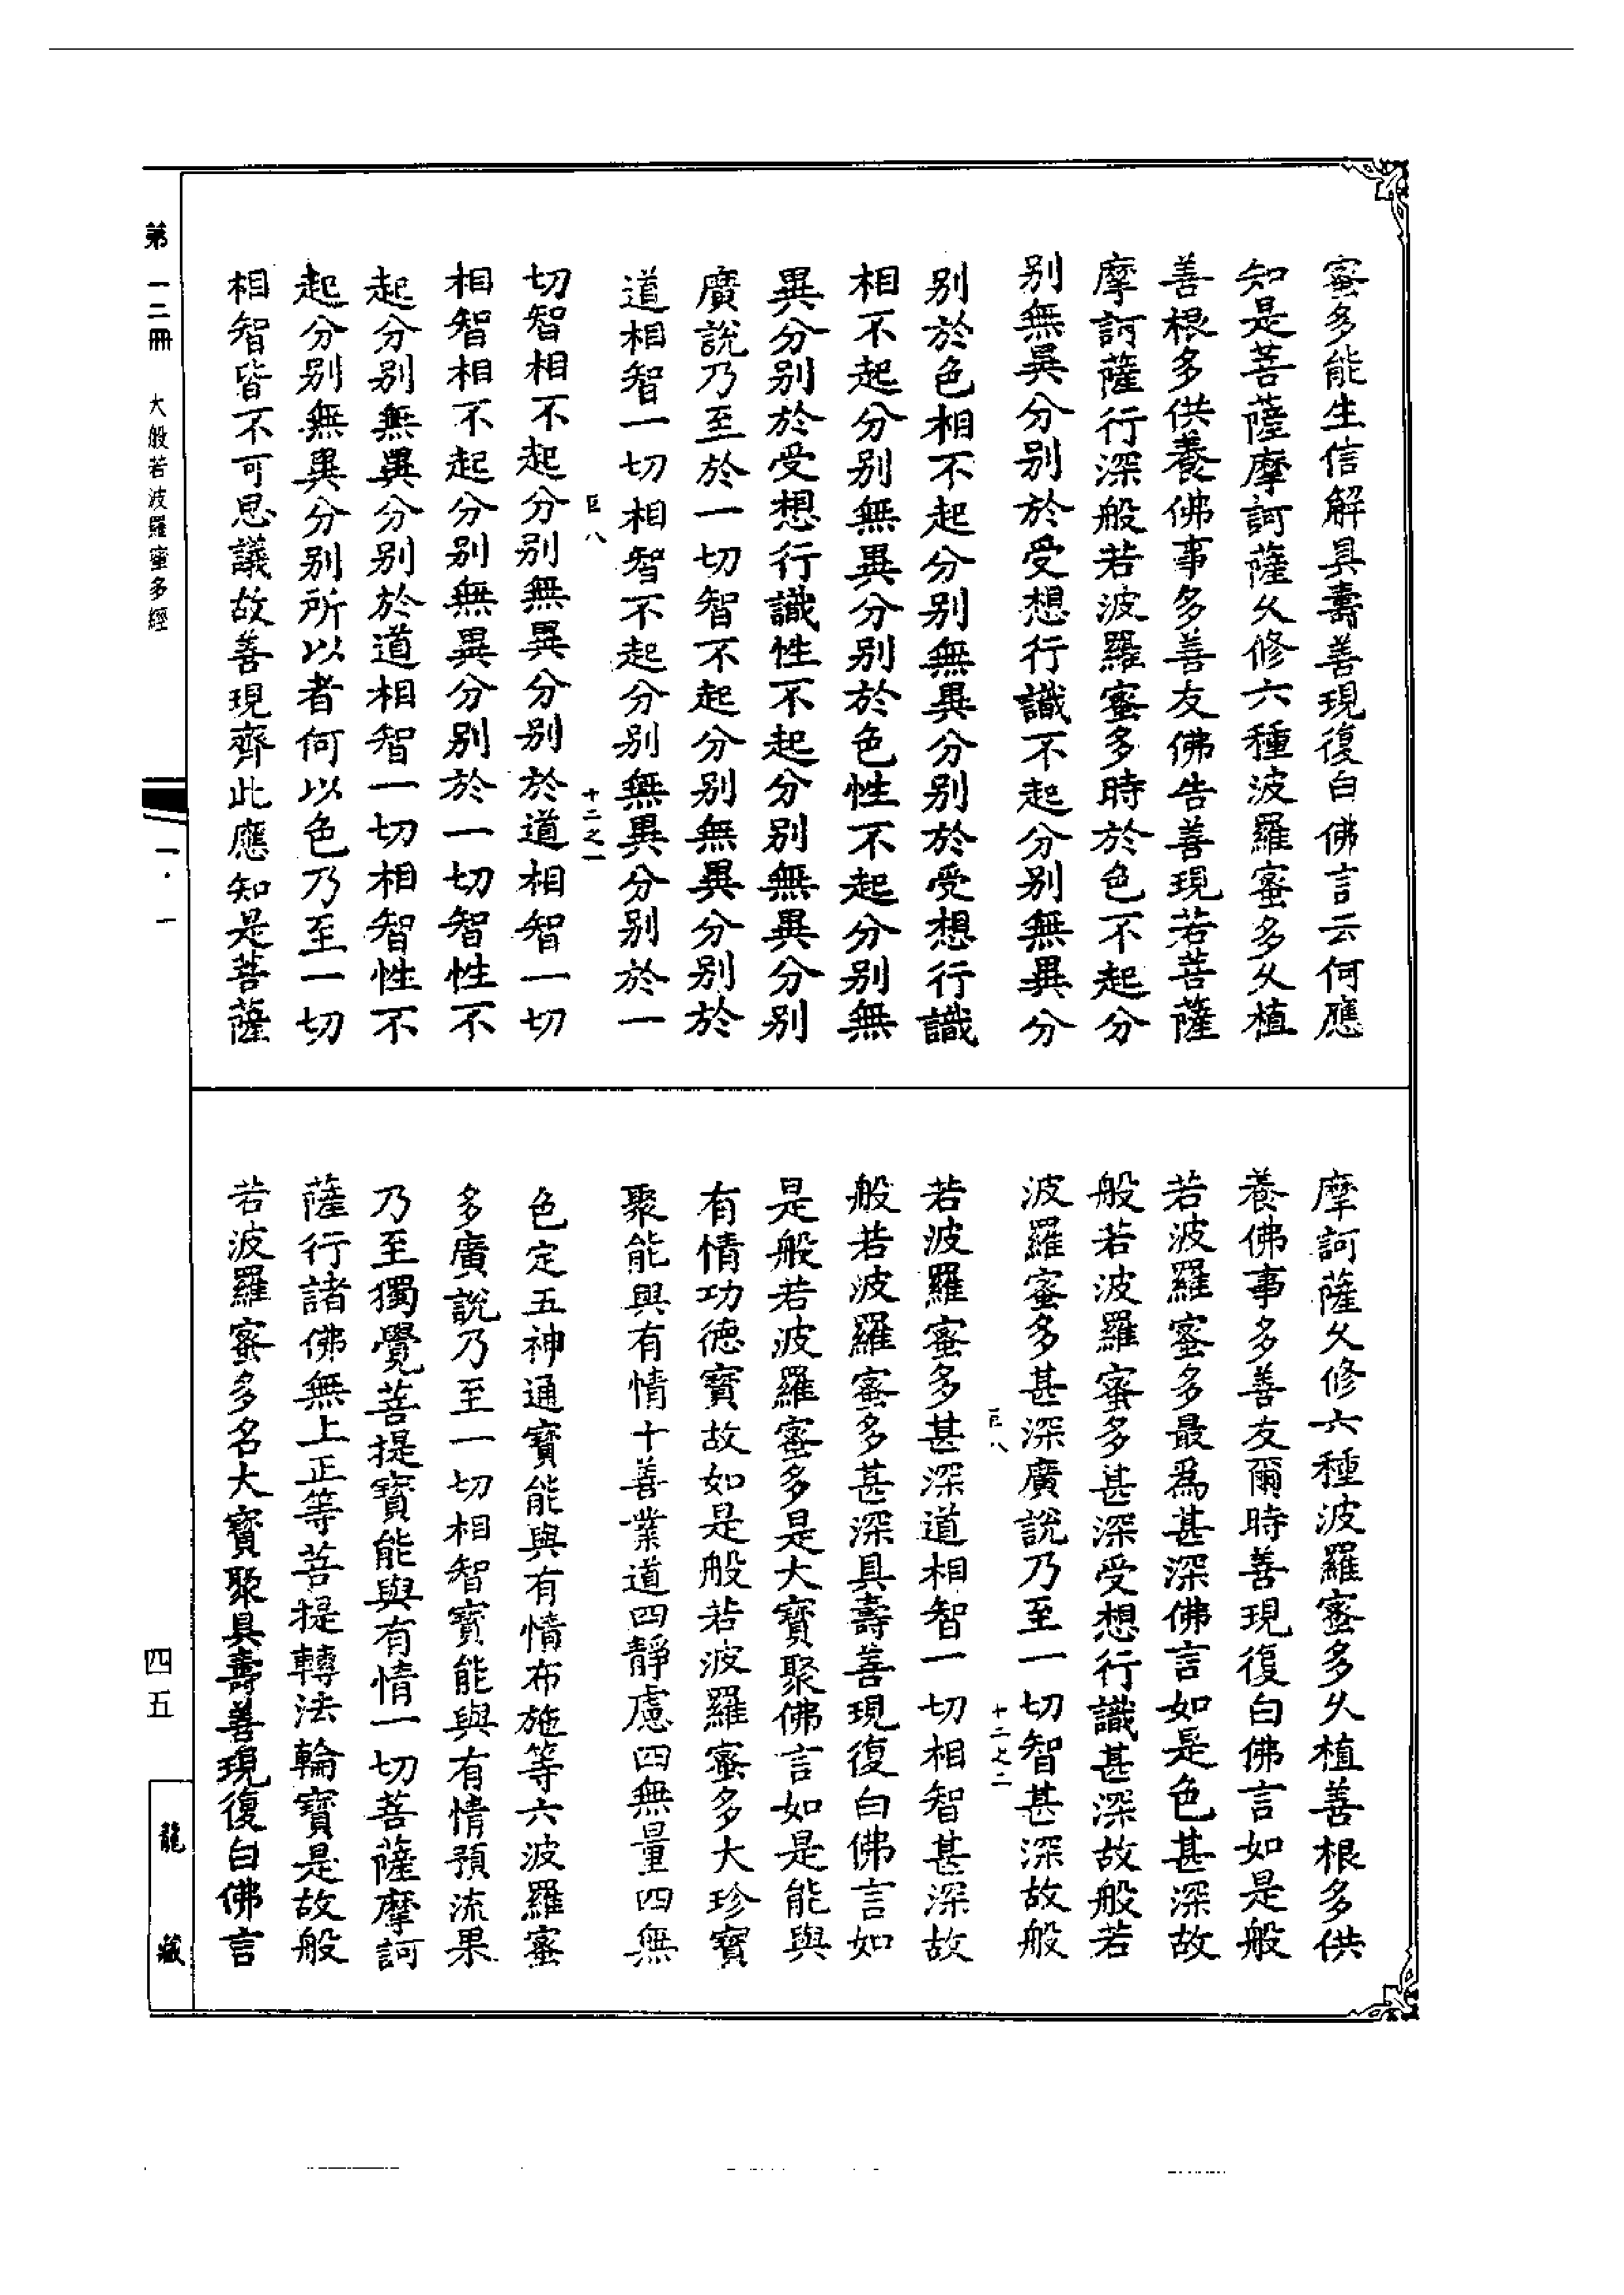 蜜多能生信解具壽善現復白佛言云何應
知是菩薩摩訶薩久修六種波羅蜜多久植
善根多供養佛事多善友佛告善現若菩薩
摩訶薩行深般若波羅蜜多時於色不起分
別無異分別於受想行識不起分別無異分
別於色相不起分別無異分別於受想行識
相不起分別無異分別於色性不起分別無
異分別於受想行識性不起分別無異分別
廣說乃至於一切智不起分別無異分別於
道相智一切相智不起分別無異分別於一
巨八
十二之一
切智相不起分別無異分別於道相智一切
相智相不起分別無異分別於一切智性不
起分別無異分別於道相智一切相智性不
起分別無異分別所以者何以色乃至一切
相智皆不可思議故善現齊此應知是菩薩
摩訶薩久修六種波羅蜜多久植善根多供
養佛事多善友爾時善現復白佛言如是般
若波羅蜜多最為甚深佛言如是色甚深故
般若波羅蜜多甚深受想行識甚深故般若
波羅蜜多甚深廣說乃至一切智甚深故般
巨八
十二之二
若波羅蜜多甚深道相智一切相智甚深故
般若波羅蜜多甚深具壽善現復白佛言如
是般若波羅蜜多是大寶聚佛言如是能與
有情功德寶故如是般若波羅蜜多大珍寶
聚能與有情十善業道四靜慮四無量四無
色定五神通寶能與有情布施等六波羅蜜
多廣說乃至一切相智寶能與有情預流果
乃至獨覺菩提寶能與有情一切菩薩摩訶
薩行諸佛無上正等菩提轉法輪寶是故般
若波羅蜜多名大寶聚具壽善現復白佛言
第一二冊 大般若波羅蜜多經
一·一
四五
龍藏